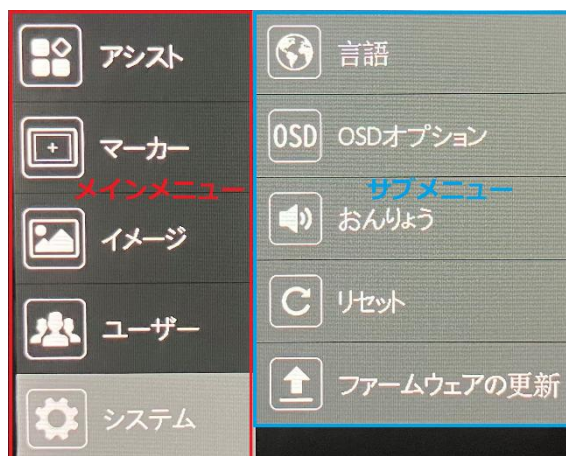 アシスト
マーカー
メインメニュー
イメージ
ユーザー
システム
言語
OSD OSDオプション
サブメニュー
おんりょう
リセット
ファームウェアの更新